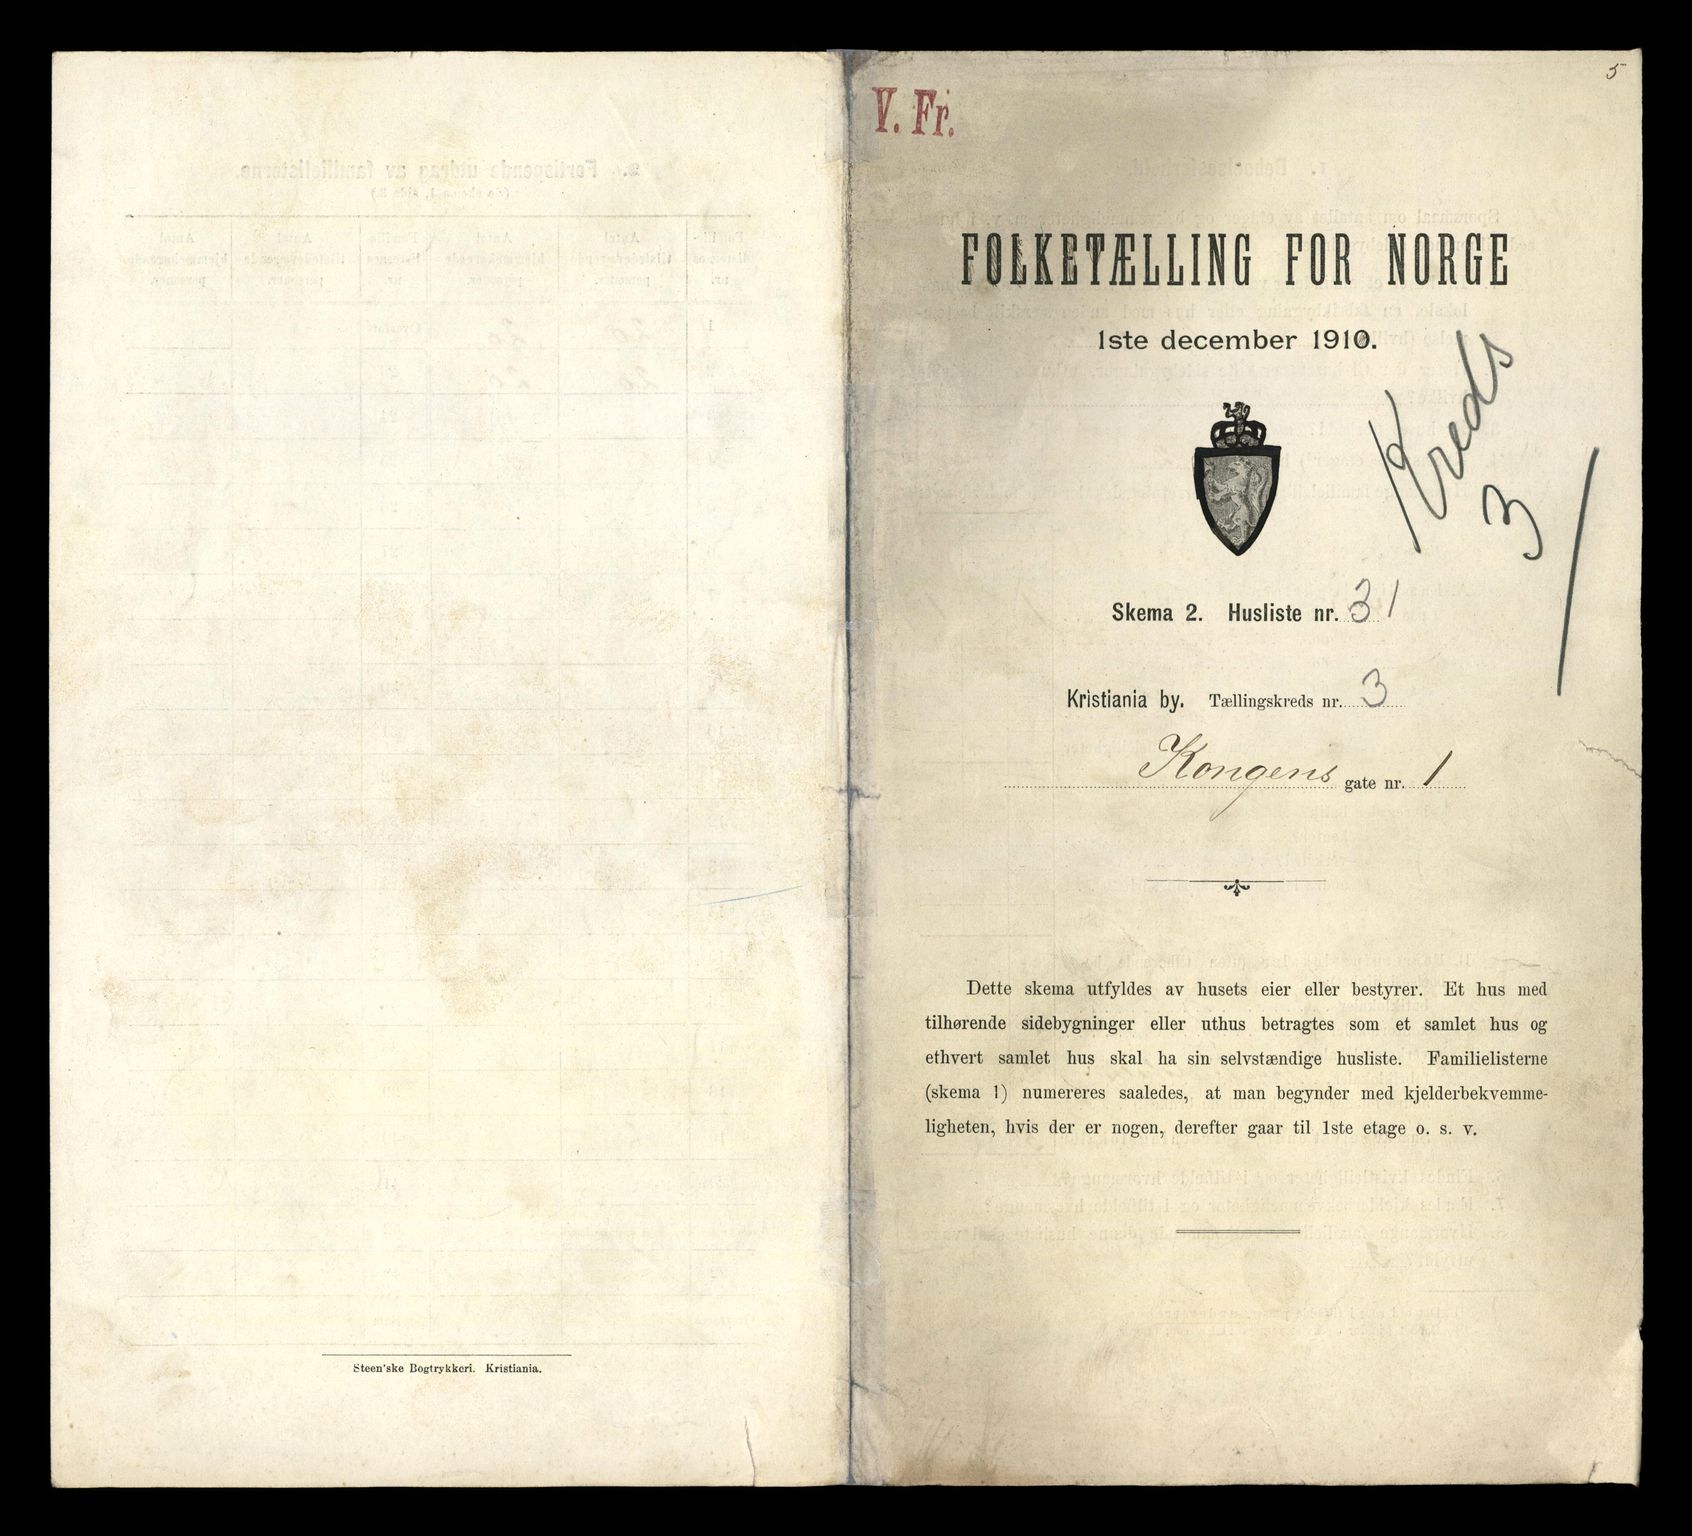 5
V. Fr.
FOLKETÆLLING FOR NORGE
1ste december 1910.
Kreds
3
Skema 2. Husliste nr. 31
Kristiania by. Tællingskreds nr. 3
Kongens gate nr. 1
Dette skema utfyldes av husets eier eller bestyrer. Et hus med
tilhørende sidebygninger eller uthus betragtes som et samlet hus og
ethvert samlet hus skal ha sin selvstændige husliste. Familielisterne
(skema 1) numereres saaledes, at man begynder med kjelderbekvemme-
ligheten, hvis der er nogen, derefter gaar til 1ste etage o. s. v.
Steen'ske Bogtrykkeri. Kristiania.